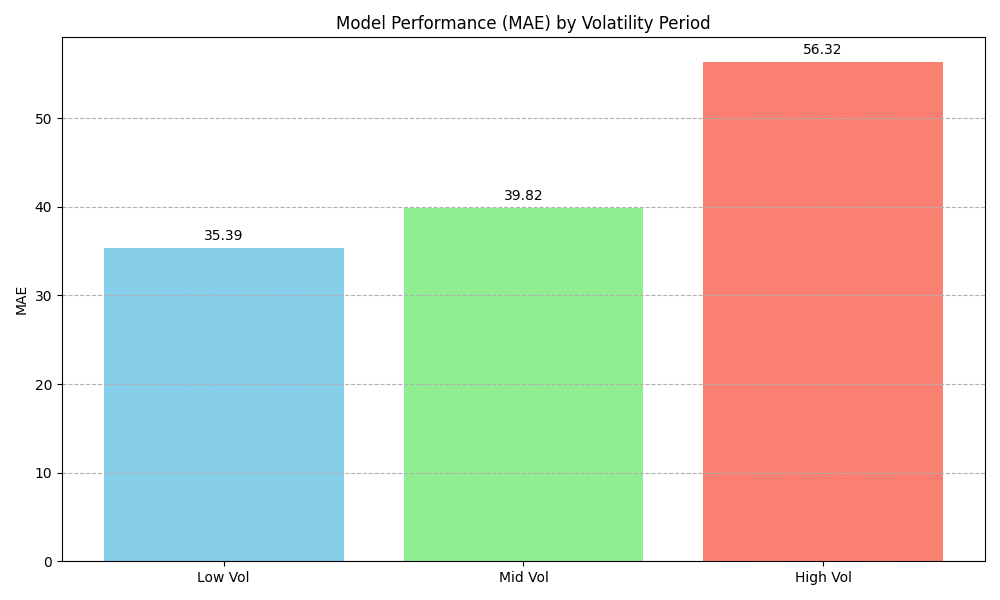 Model Performance (MAE) by Volatility Period
56.32
39.82
35.39
50
40
30
20
10
0
MAE
Low Vol
Mid Vol
High Vol